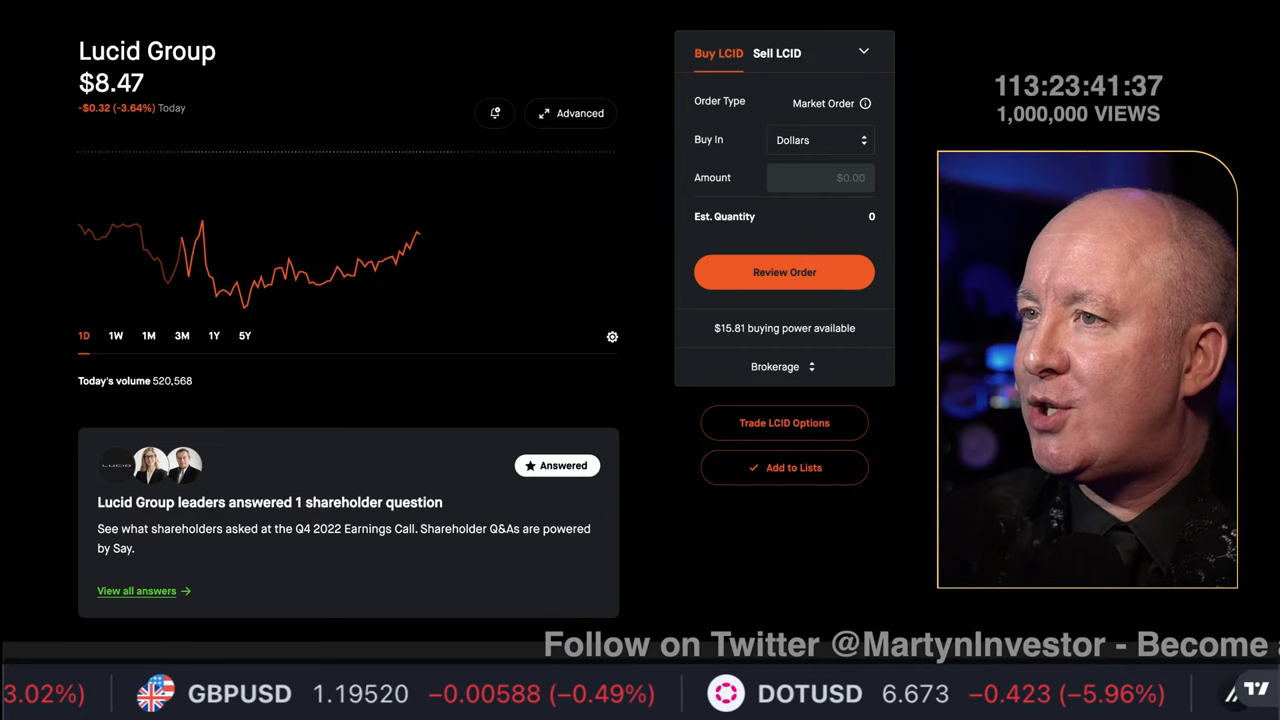 Lucid Group
$8.47
-$0.32 (-3.64%) Today
Advanced
1D 1W 1M 3M 1Y 5Y
Today's volume 520,568
LUCID
Answered
Lucid Group leaders answered 1 shareholder question
See what shareholders asked at the Q4 2022 Earnings Call. Shareholder Q&As are powered
by Say.
View all answers
Buy LCID Sell LCID
Order Type Market Order
Buy In Dollars
Amount $0.00
Est. Quantity 0
Review Order
$15.81 buying power available
Brokerage
Trade LCID Options
Add to Lists
113:23:41:37
1,000,000 VIEWS
Follow on Twitter @MartynInvestor - Become
3.02%) GBPUSD 1.19520 −0.00588 (−0.49%) DOTUSD 6.673 −0.423 (−5.96%)